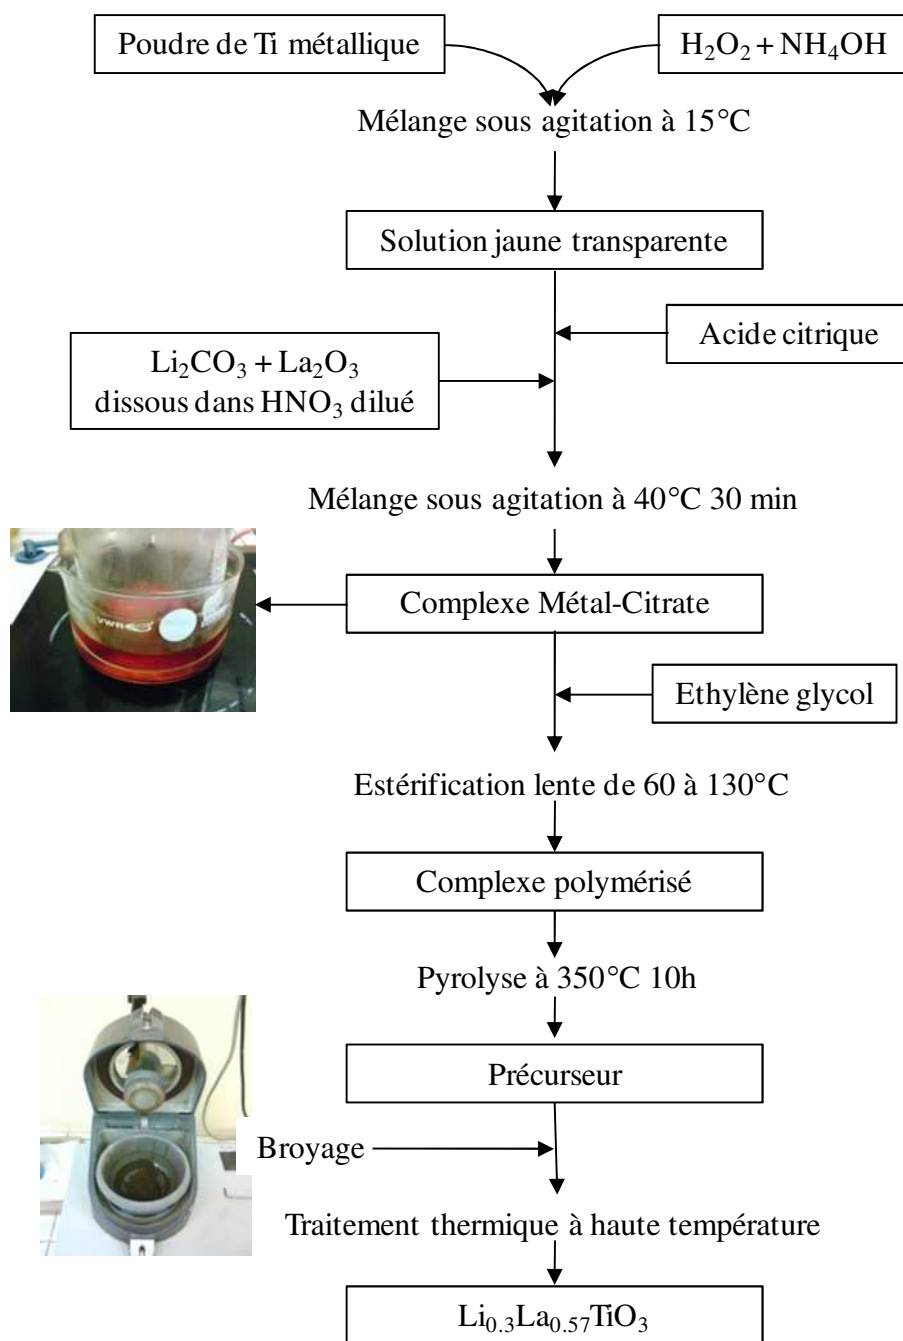 Poudre de Ti métallique
H₂O₂ + NH₄OH
Mélange sous agitation à 15°C
Solution jaune transparente
Acide citrique
Li₂CO₃ + La₂O₃
dissous dans HNO₃ dilué
Mélange sous agitation à 40°C 30 min
VWR
Complexe Métal-Citrate
Ethylène glycol
Estérification lente de 60 à 130°C
Complexe polymérisé
Pyrolyse à 350°C 10h
Précurseur
Broyage
Traitement thermique à haute température
Li₀.₃La₀.₅₇TiO₃